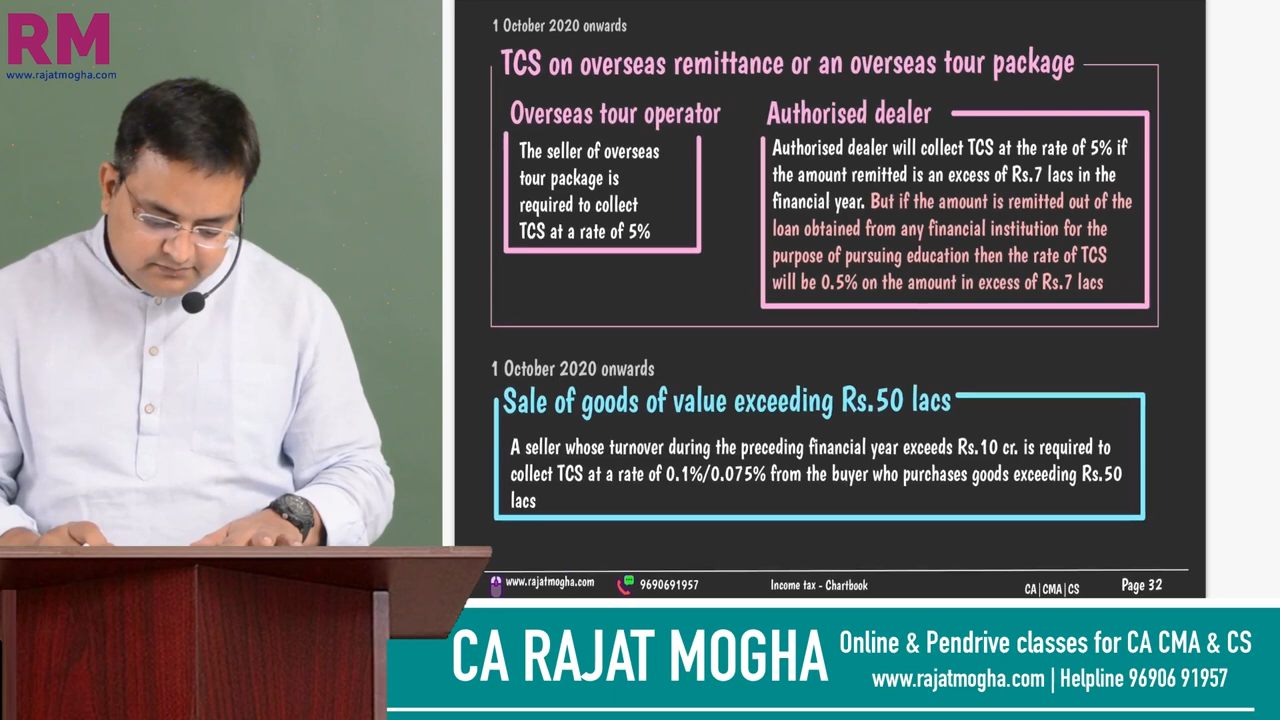 RM
www.rajatmogha.com
1 October 2020 onwards
TCS on overseas remittance or an overseas tour package
Overseas tour operator
The seller of overseas
tour package is
required to collect
TCS at a rate of 5%
Authorised dealer
Authorised dealer will collect TCS at the rate of 5% if
the amount remitted is an excess of Rs.7 lacs in the
financial year. But if the amount is remitted out of the
loan obtained from any financial institution for the
purpose of pursuing education then the rate of TCS
will be 0.5% on the amount in excess of Rs.7 lacs
1 October 2020 onwards
Sale of goods of value exceeding Rs.50 lacs
A seller whose turnover during the preceding financial year exceeds Rs.10 cr. is required to
collect TCS at a rate of 0.1%/0.075% from the buyer who purchases goods exceeding Rs.50
lacs
www.rajatmogha.com 9690691957 Income tax - Chartbook CA|CMA|CS Page 32
CA RAJAT MOGHA
Online & Pendrive classes for CA CMA & CS
www.rajatmogha.com | Helpline 96906 91957